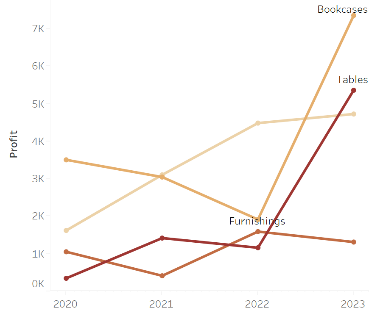 Bookcases
7K
6K
Tables
5K
4K
Profit
3K
2K
Furnishings
1K
0K
2020
2021
2022
2023